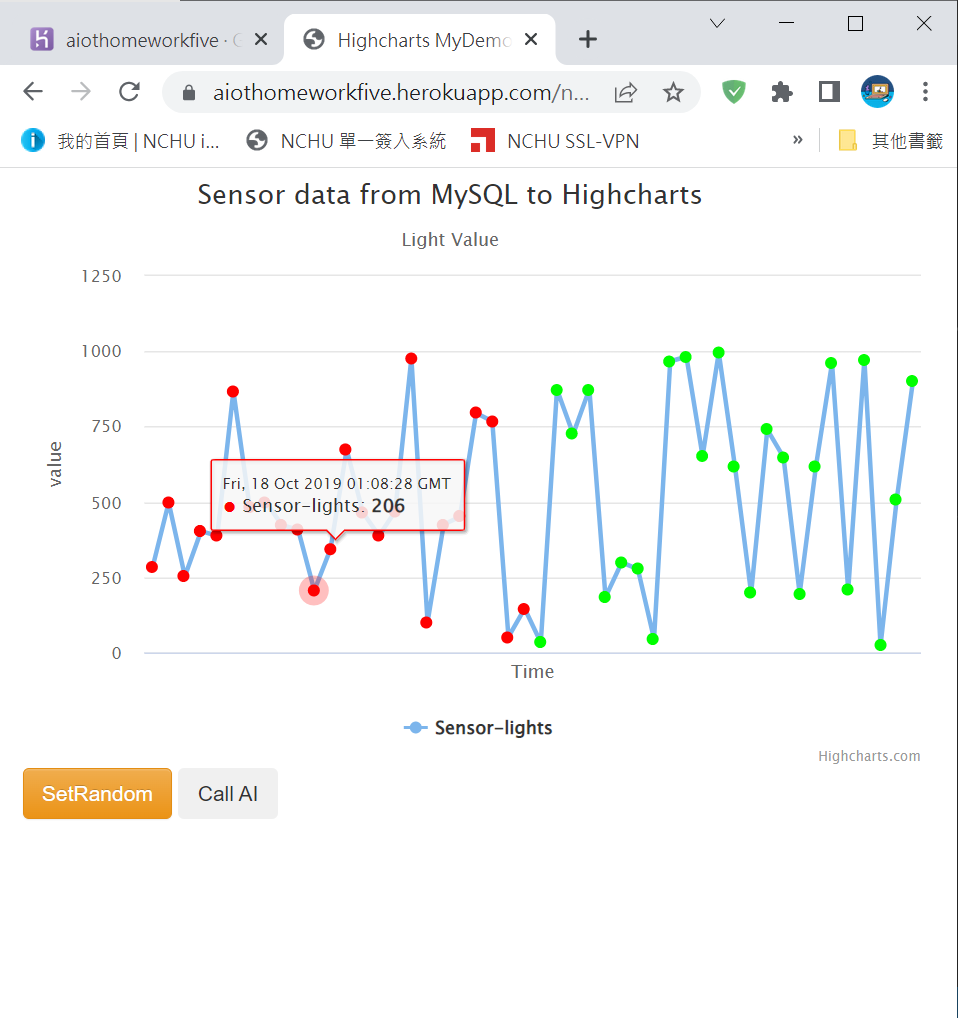 aiothomeworkfive · G
Highcharts MyDemo
aiothomeworkfive.herokuapp.com/n...
我的首頁 | NCHU i...
NCHU 單一簽入系統
NCHU SSL-VPN
»
其他書籤
Sensor data from MySQL to Highcharts
Light Value
1250
1000
750
500
250
0
value
Fri, 18 Oct 2019 01:08:28 GMT
Sensor-lights: 206
Time
Sensor-lights
Highcharts.com
SetRandom
Call AI